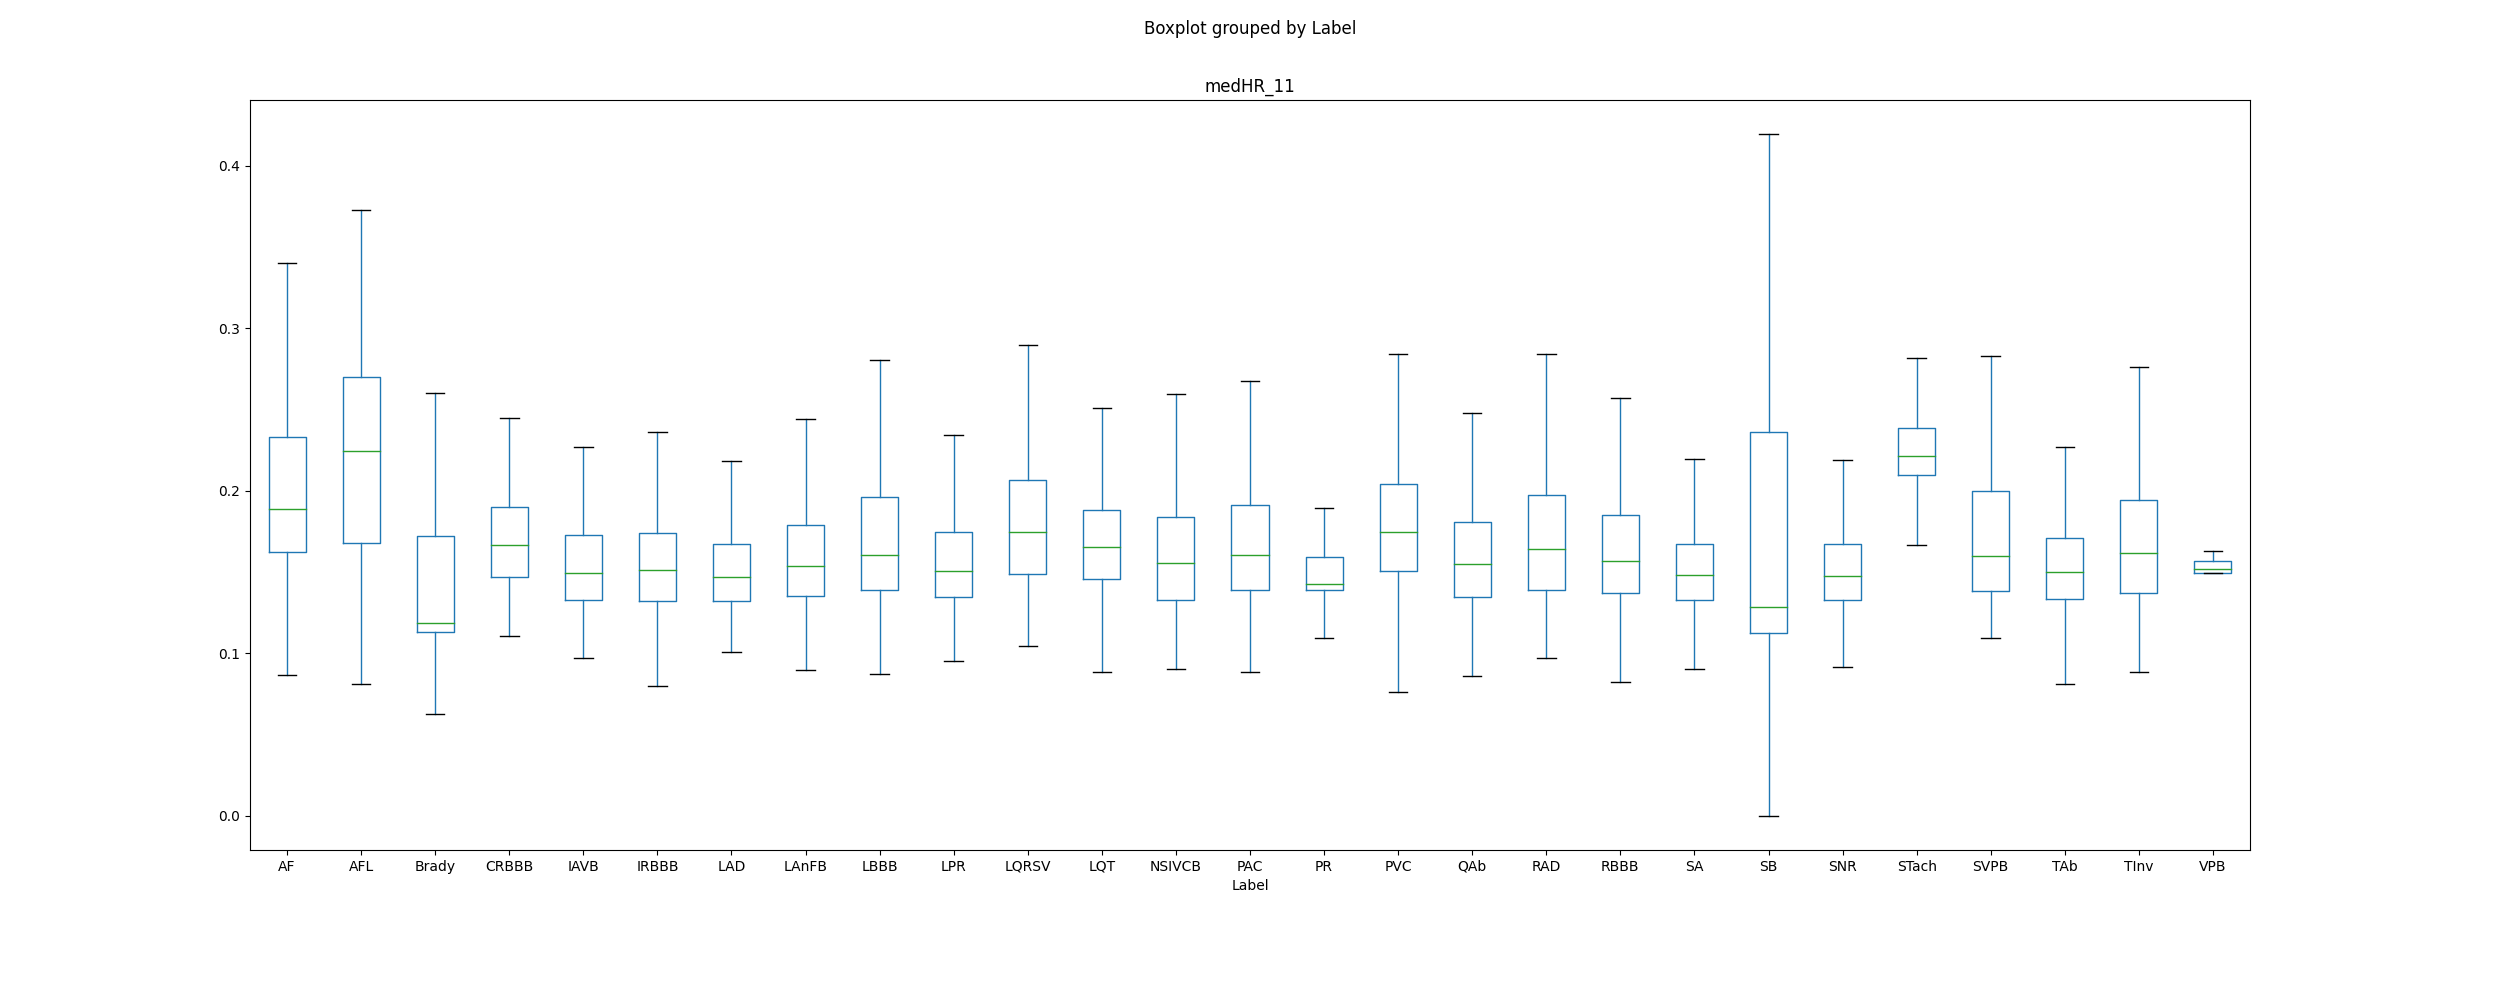 Boxplot grouped by Label
medHR_11
0.4
0.3
0.2
0.1
0.0
AF AFL Brady CRBBB IAVB IRBBB LAD LAnFB LBBB LPR LQRSV LQT NSIVCB PAC PR PVC QAb RAD RBBB SA SB SNR STach SVPB TAb TInv VPB
Label